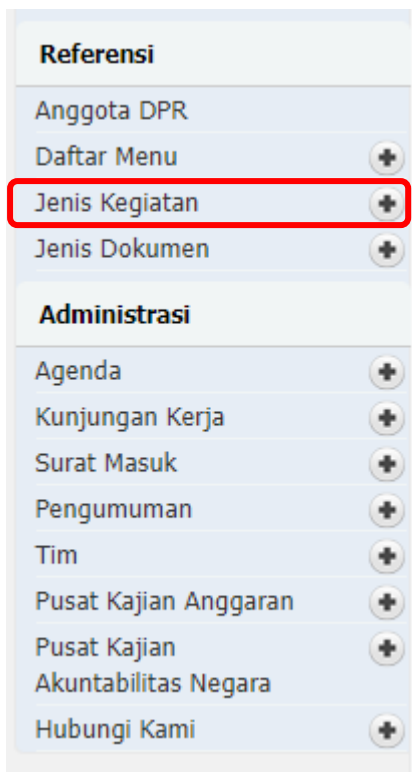 Referensi
Anggota DPR
Daftar Menu
Jenis Kegiatan
Jenis Dokumen
Administrasi
Agenda
Kunjungan Kerja
Surat Masuk
Pengumuman
Tim
Pusat Kajian Anggaran
Pusat Kajian
Akuntabilitas Negara
Hubungi Kami